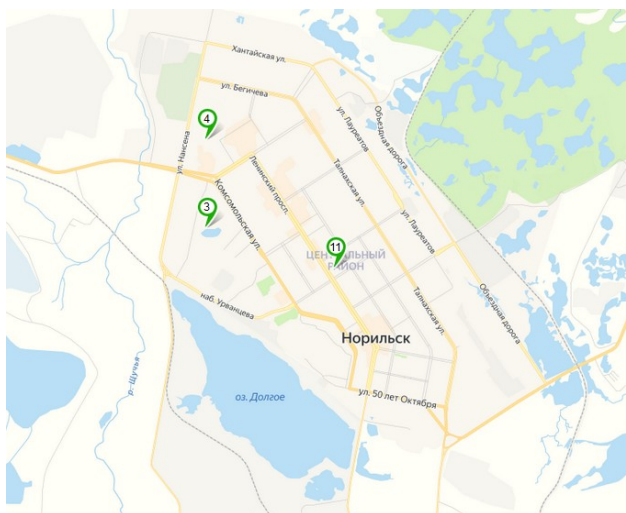 Хантайская ул.
ул. Бегичева
4
ул. Нансена
ул. Лауреатов
Объездная дорога
Ленинский просп.
Талнахская ул.
3
Комсомольская ул.
ул. Лауреатов
11
ЦЕНТРАЛЬНЫЙ
РАЙОН
наб. Урванцева
Талнахская ул.
Объездная дорога
Норильск
р. Щучья
оз. Долгое
ул. 50 лет Октября